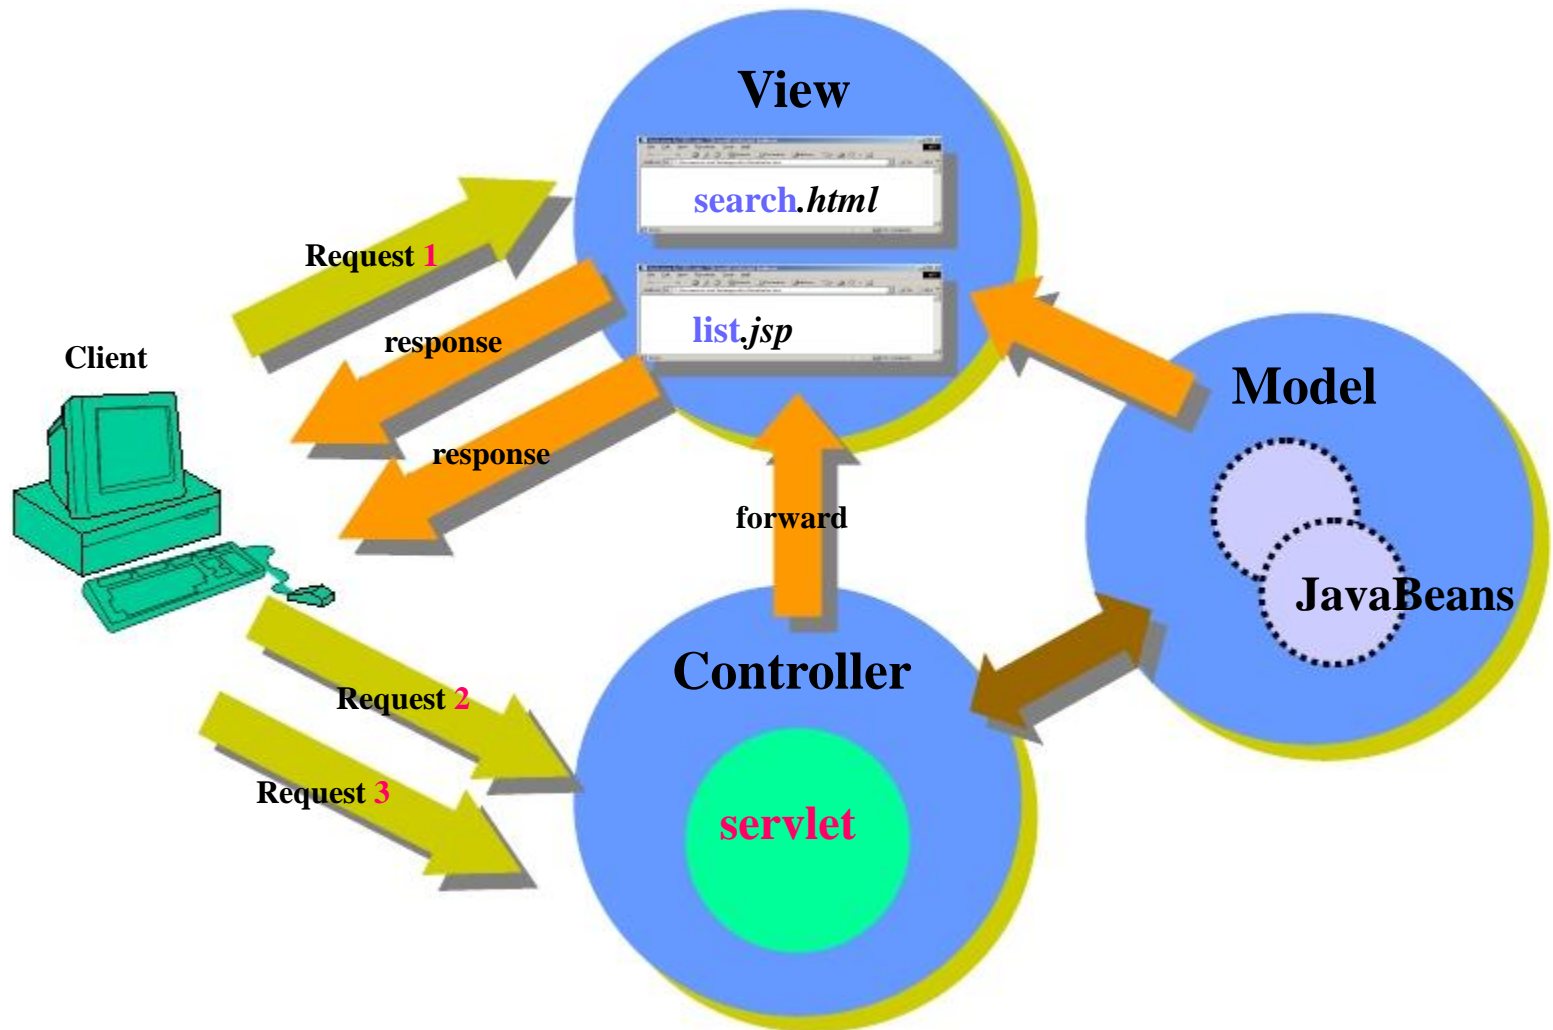 View
search.html
list.jsp
Request 1
response
response
Client
Model
JavaBeans
forward
Controller
servlet
Request 2
Request 3